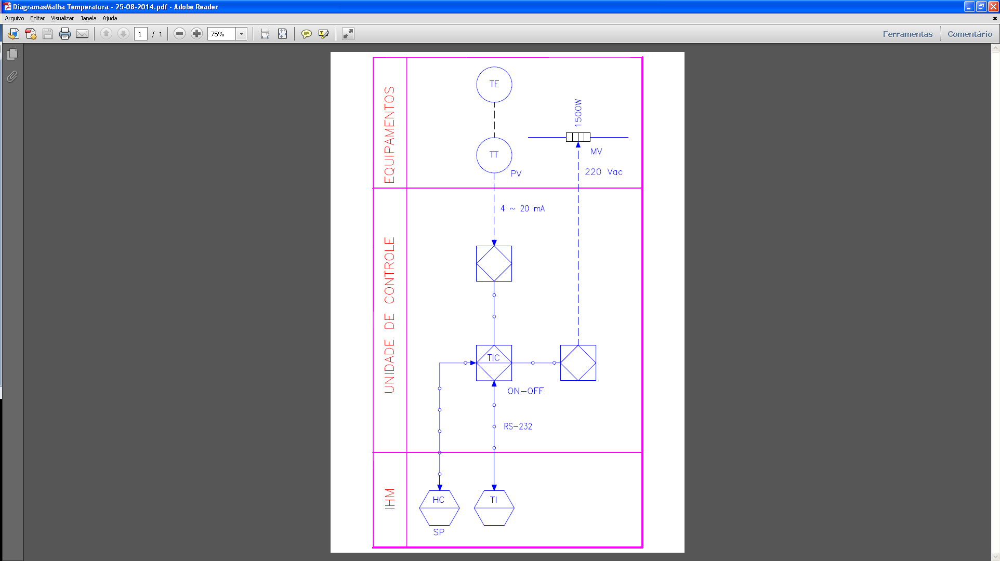 DiagramasMalha Temperatura - 25-08-2014.pdf - Adobe Reader
Arquivo Editar Visualizar Janela Ajuda
1 / 1 75% Ferramentas Comentário
EQUIPAMENTOS
TE
1500W
TT
MV
PV
220 Vac
UNIDADE DE CONTROLE
4 ~ 20 mA
TIC
ON-OFF
RS-232
IHM
HC
TI
SP